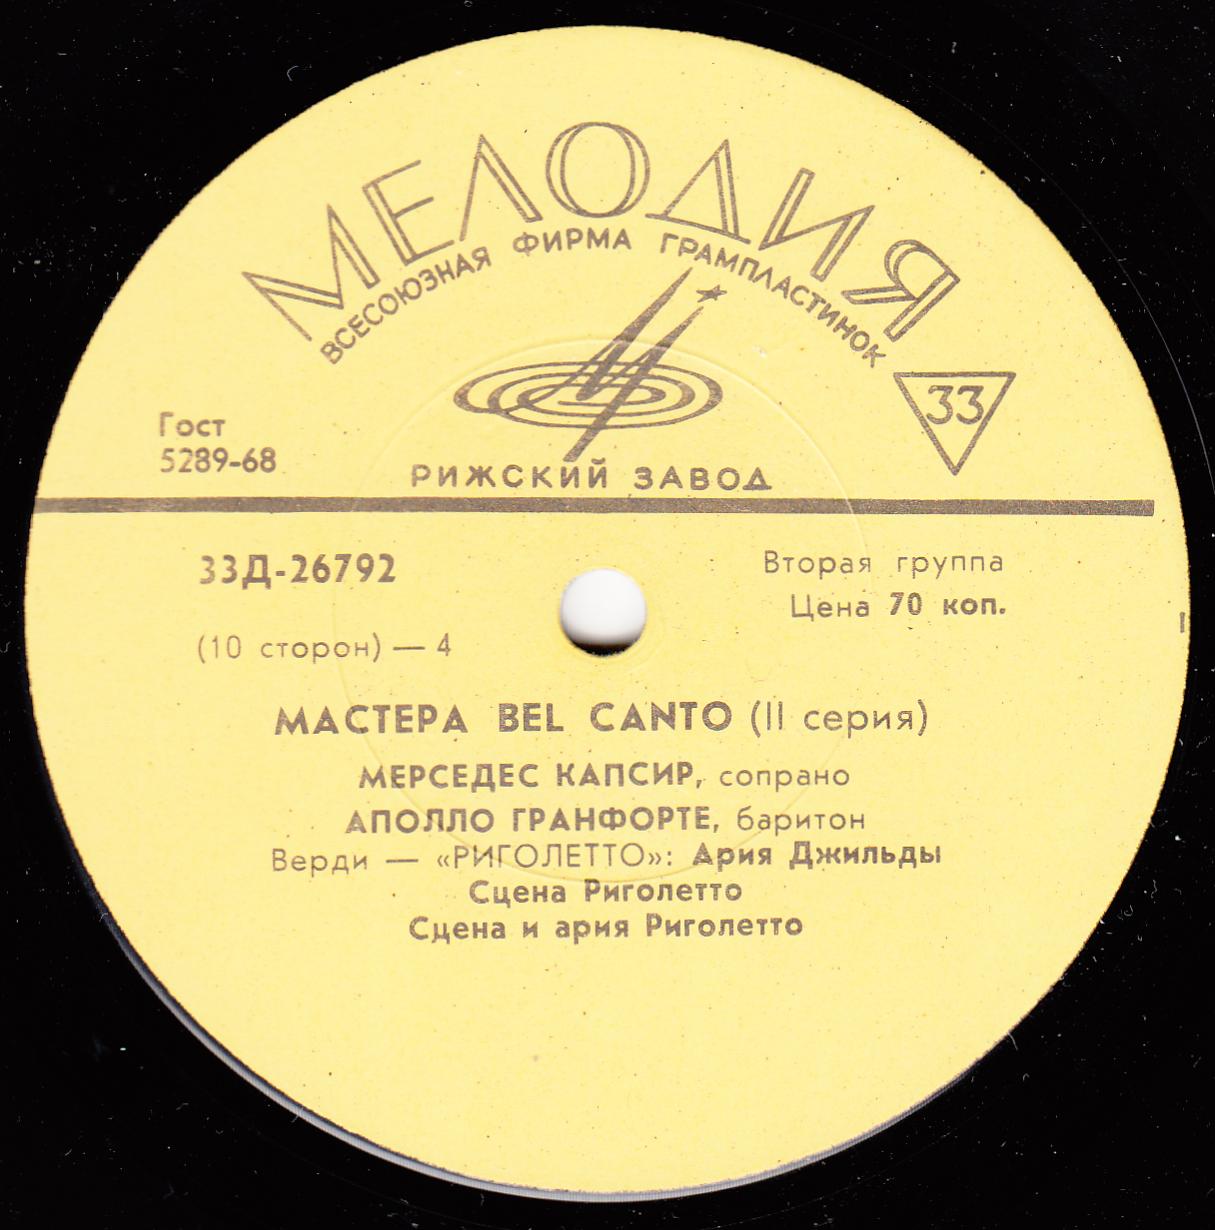 МЕЛОДИЯ
ВСЕСОЮЗНАЯ ФИРМА ГРАМПЛАСТИНОК
33
Гост
5289-68
РИЖСКИЙ ЗАВОД
33Д-26792
Вторая группа
Цена 70 коп.
(10 сторон) — 4
МАСТЕРА BEL CANTO (II серия)
МЕРСЕДЕС КАПСИР, сопрано
АПОЛЛО ГРАНФОРТЕ, баритон
Верди — «РИГОЛЕТТО»: Ария Джильды
Сцена Риголетто
Сцена и ария Риголетто